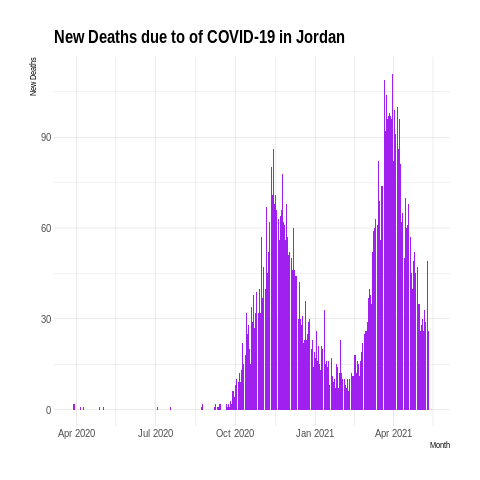 New Deaths due to of COVID-19 in Jordan
New Deaths
90
60
30
0
Apr 2020 Jul 2020 Oct 2020 Jan 2021 Apr 2021
Month